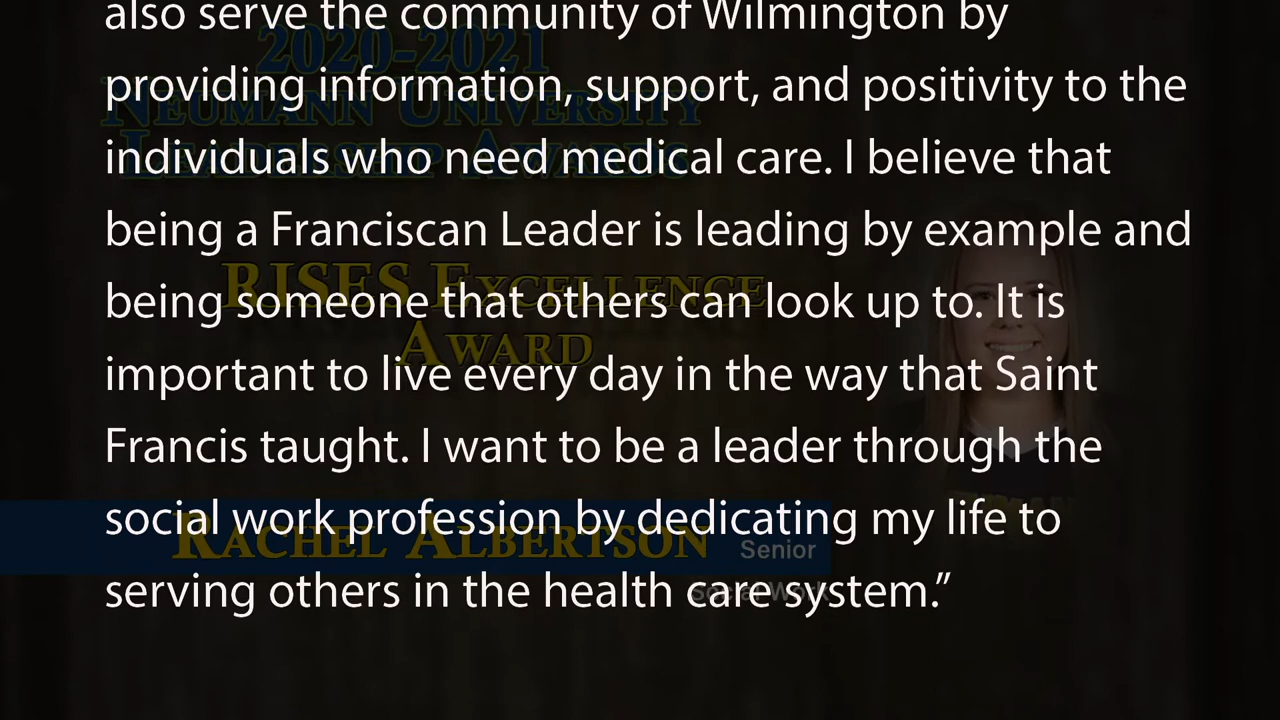 also serve the community of Wilmington by
providing information, support, and positivity to the
individuals who need medical care. I believe that
being a Franciscan Leader is leading by example and
being someone that others can look up to. It is
important to live every day in the way that Saint
Francis taught. I want to be a leader through the
social work profession by dedicating my life to
serving others in the health care system.”
2020-2021
Neumann University
Leadership Awards
RISES Excellence
Award
Rachel Albertson
Senior
Social Work